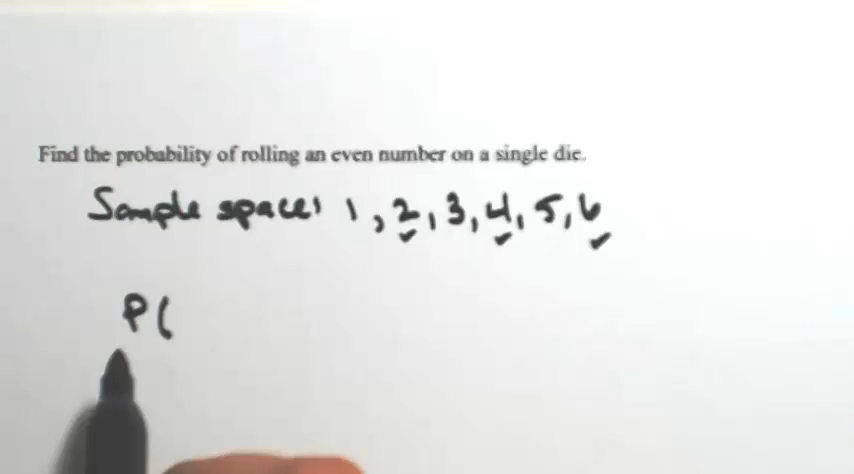 Find the probability of rolling an even number on a single die.
Sample space: 1, 2, 3, 4, 5, 6
P(